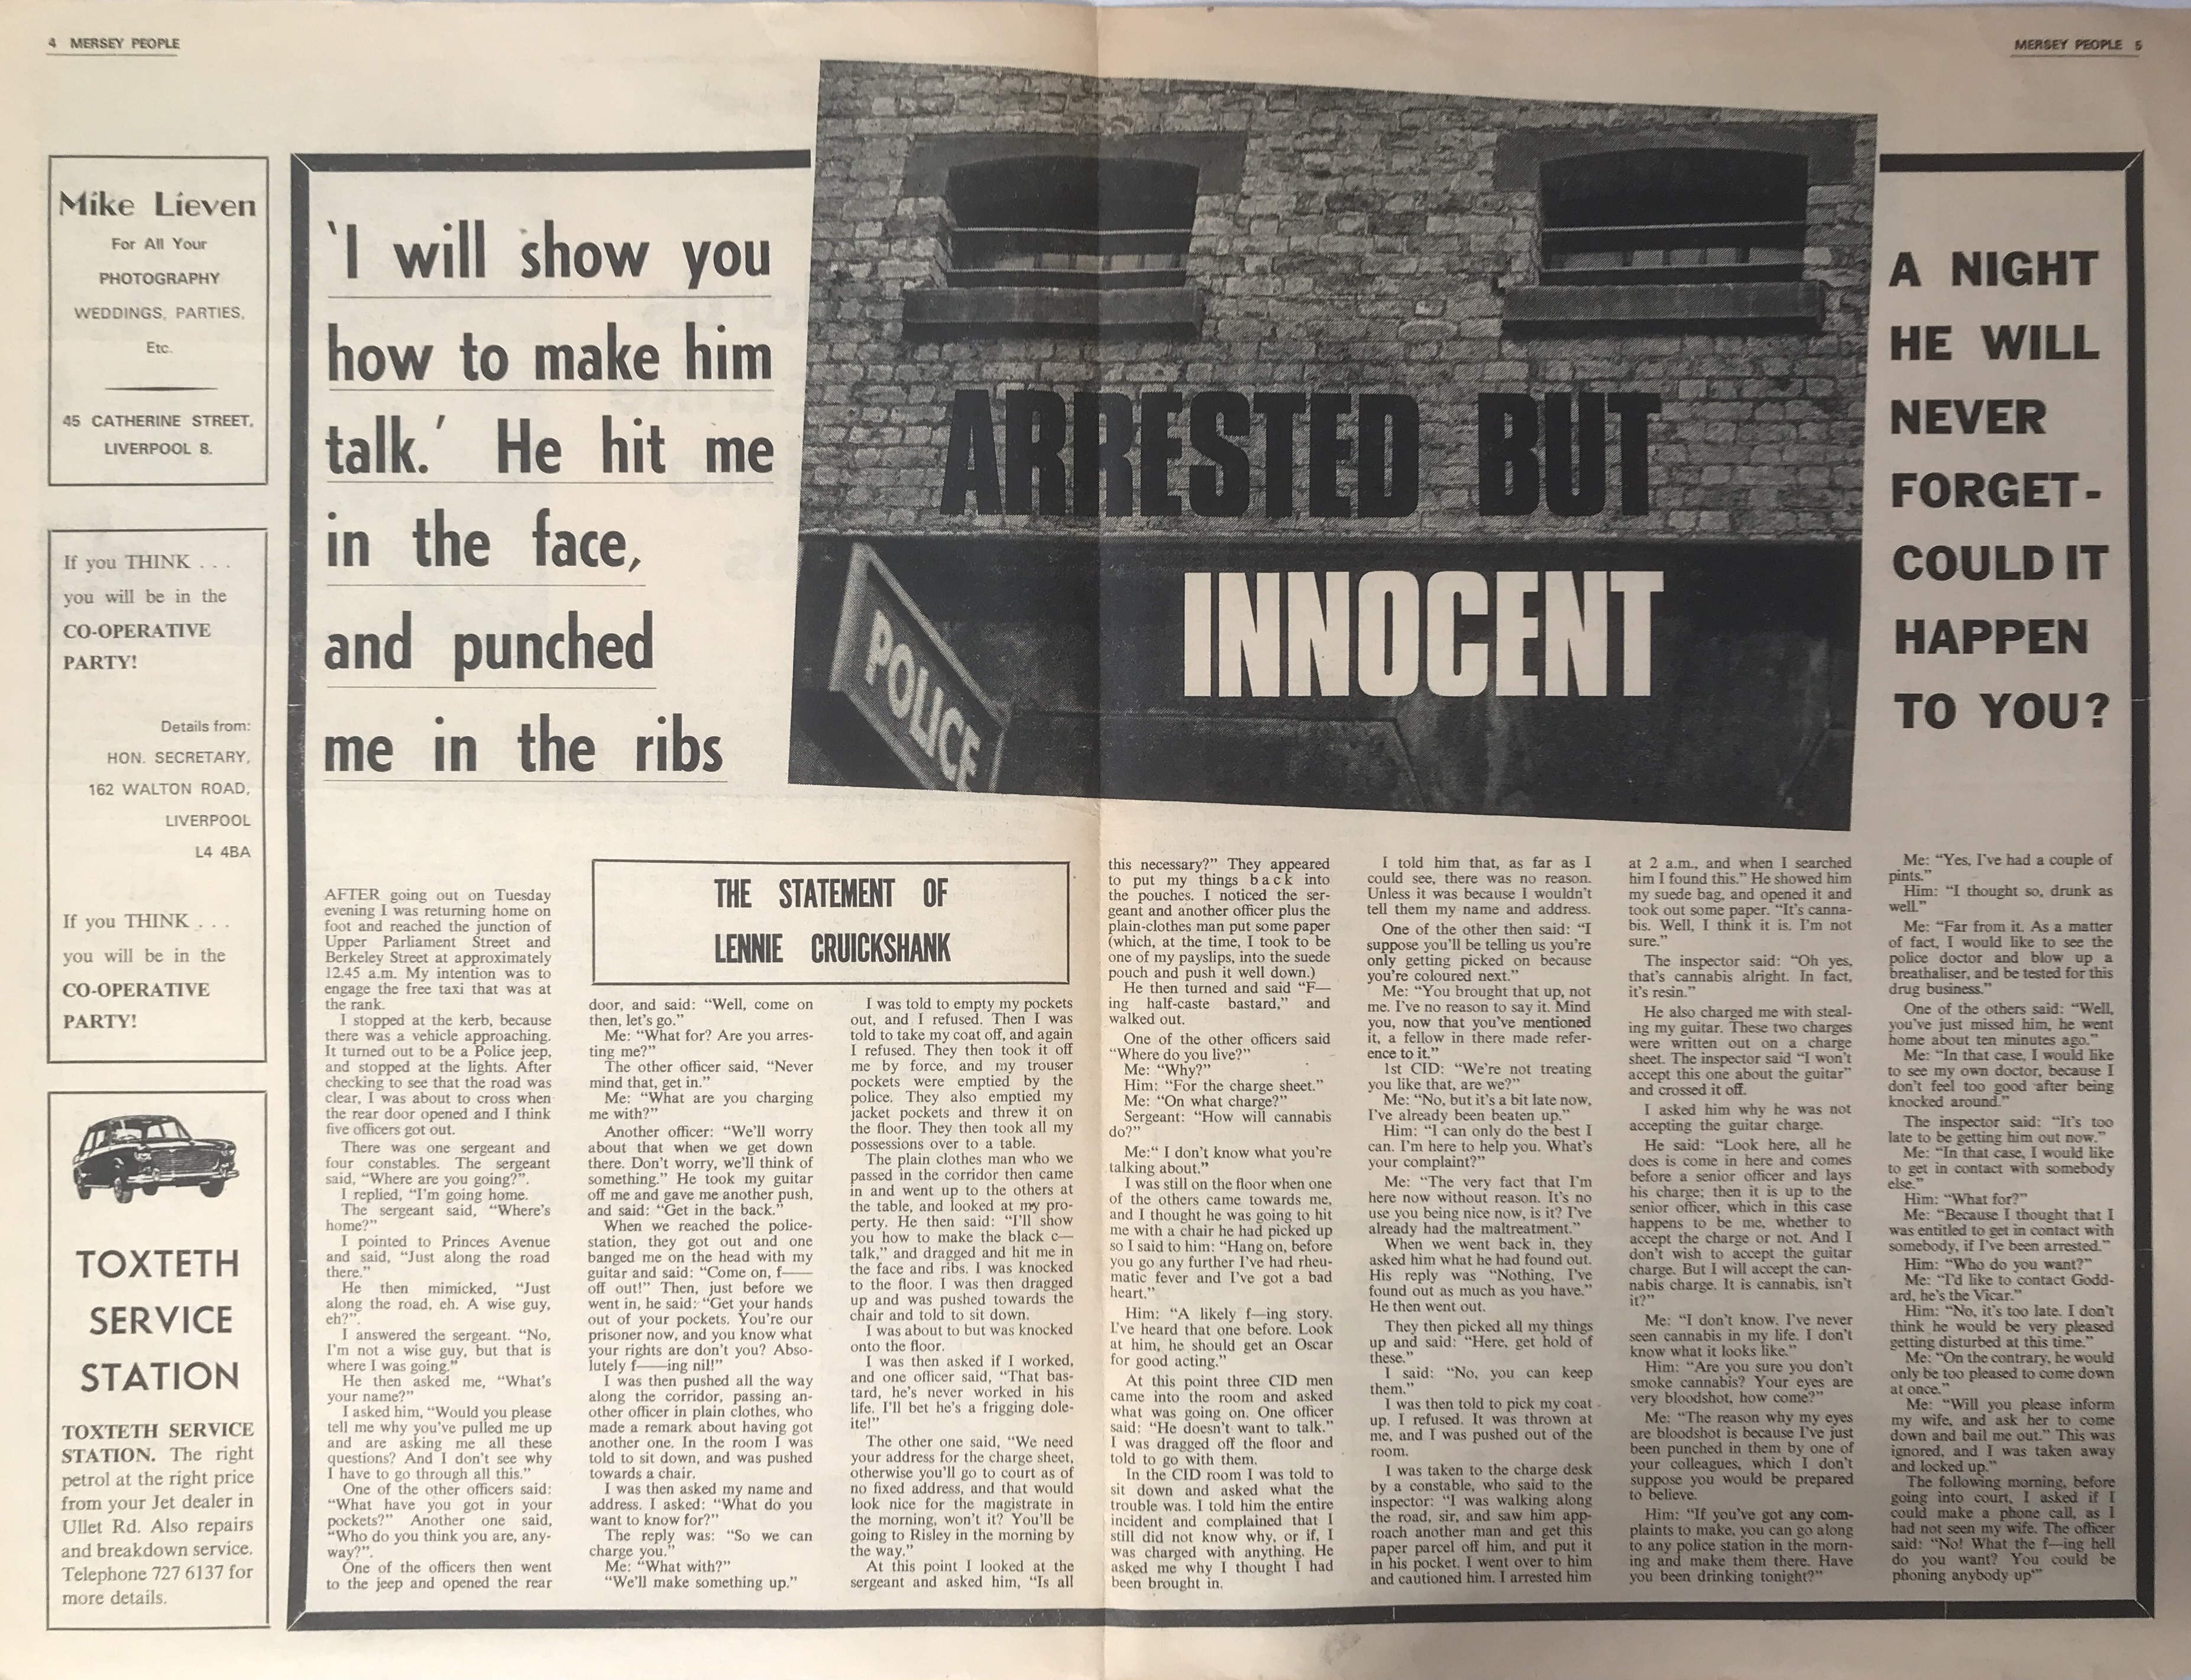 4 MERSEY PEOPLE
MERSEY PEOPLE 5
Mike Lieven
For All Your
PHOTOGRAPHY
WEDDINGS, PARTIES,
Etc.
45 CATHERINE STREET,
LIVERPOOL 8.
If you THINK . . .
you will be in the
CO-OPERATIVE
PARTY!
Details from:
HON. SECRETARY,
162 WALTON ROAD,
LIVERPOOL
L4 4BA
If you THINK . . .
you will be in the
CO-OPERATIVE
PARTY!
TOXTETH
SERVICE
STATION
TOXTETH SERVICE
STATION. The right
petrol at the right price
from your Jet dealer in
Ullet Rd. Also repairs
and breakdown service.
Telephone 727 6137 for
more details.
‘I will show you
how to make him
talk.’ He hit me
in the face,
and punched
me in the ribs
ARRESTED BUT
INNOCENT
POLICE
A NIGHT
HE WILL
NEVER
FORGET-
COULD IT
HAPPEN
TO YOU?
THE STATEMENT OF
LENNIE CRUICKSHANK
AFTER going out on Tuesday
evening I was returning home on
foot and reached the junction of
Upper Parliament Street and
Berkeley Street at approximately
12.45 a.m. My intention was to
engage the free taxi that was at
the rank.
I stopped at the kerb, because
there was a vehicle approaching.
It turned out to be a Police jeep,
and stopped at the lights. After
checking to see that the road was
clear, I was about to cross when
the rear door opened and I think
five officers got out.
There was one sergeant and
four constables. The sergeant
said, “Where are you going?”.
I replied, “I'm going home.
The sergeant said, “Where's
home?”
I pointed to Princes Avenue
and said, “Just along the road
there.”
He then mimicked, “Just
along the road, eh. A wise guy,
eh?”.
I answered the sergeant. “No,
I'm not a wise guy, but that is
where I was going.”
He then asked me, “What's
your name?”
I asked him, “Would you please
tell me why you've pulled me up
and are asking me all these
questions? And I don't see why
I have to go through all this.”
One of the other officers said:
“What have you got in your
pockets?” Another one said,
“Who do you think you are, any-
way?”.
One of the officers then went
to the jeep and opened the rear
door, and said: “Well, come on
then, let's go.”
Me: “What for? Are you arres-
ting me?”
The other officer said, “Never
mind that, get in.”
Me: “What are you charging
me with?”
Another officer: “We'll worry
about that when we get down
there. Don't worry, we'll think of
something.” He took my guitar
off me and gave me another push,
and said: “Get in the back.”
When we reached the police-
station, they got out and one
banged me on the head with my
guitar and said: “Come on, f——
off out!” Then, just before we
went in, he said: “Get your hands
out of your pockets. You're our
prisoner now, and you know what
your rights are don't you? Abso-
lutely f——ing nil!”
I was then pushed all the way
along the corridor, passing an-
other officer in plain clothes, who
made a remark about having got
another one. In the room I was
told to sit down, and was pushed
towards a chair.
I was then asked my name and
address. I asked: “What do you
want to know for?”
The reply was: “So we can
charge you.”
Me: “What with?”
“We'll make something up.”
I was told to empty my pockets
out, and I refused. Then I was
told to take my coat off, and again
I refused. They then took it off
me by force, and my trouser
pockets were emptied by the
police. They also emptied my
jacket pockets and threw it on
the floor. They then took all my
possessions over to a table.
The plain clothes man who we
passed in the corridor then came
in and went up to the others at
the table, and looked at my pro-
perty. He then said: “I'll show
you how to make the black c—
talk,” and dragged and hit me in
the face and ribs. I was knocked
to the floor. I was then dragged
up and was pushed towards the
chair and told to sit down.
I was about to but was knocked
onto the floor.
I was then asked if I worked,
and one officer said, “That bas-
tard, he's never worked in his
life. I'll bet he's a frigging dole-
ite!”
The other one said, “We need
your address for the charge sheet,
otherwise you'll go to court as of
no fixed address, and that would
look nice for the magistrate in
the morning, won't it? You'll be
going to Risley in the morning by
the way.”
At this point I looked at the
sergeant and asked him, “Is all
this necessary?” They appeared
to put my things back into
the pouches. I noticed the ser-
geant and another officer plus the
plain-clothes man put some paper
(which, at the time, I took to be
one of my payslips, into the suede
pouch and push it well down.)
He then turned and said “F—
ing half-caste bastard,” and
walked out.
One of the other officers said
“Where do you live?”
Me: “Why?”
Him: “For the charge sheet.”
Me: “On what charge?”
Sergeant: “How will cannabis
do?”
Me:“ I don't know what you're
talking about.”
I was still on the floor when one
of the others came towards me,
and I thought he was going to hit
me with a chair he had picked up
so I said to him: “Hang on, before
you go any further I've had rheu-
matic fever and I've got a bad
heart.”
Him: “A likely f—ing story.
I've heard that one before. Look
at him, he should get an Oscar
for good acting.”
At this point three CID men
came into the room and asked
what was going on. One officer
said: “He doesn't want to talk.”
I was dragged off the floor and
told to go with them.
In the CID room I was told to
sit down and asked what the
trouble was. I told him the entire
incident and complained that I
still did not know why, or if, I
was charged with anything. He
asked me why I thought I had
been brought in.
I told him that, as far as I
could see, there was no reason.
Unless it was because I wouldn't
tell them my name and address.
One of the other then said: “I
suppose you'll be telling us you're
only getting picked on because
you're coloured next.”
Me: “You brought that up, not
me. I've no reason to say it. Mind
you, now that you've mentioned
it, a fellow in there made refer-
ence to it.”
1st CID: “We're not treating
you like that, are we?”
Me: “No, but it's a bit late now,
I've already been beaten up.”
Him: “I can only do the best I
can. I'm here to help you. What's
your complaint?”
Me: “The very fact that I'm
here now without reason. It's no
use you being nice now, is it? I've
already had the maltreatment.”
When we went back in, they
asked him what he had found out.
His reply was “Nothing, I've
found out as much as you have.”
He then went out.
They then picked all my things
up and said: “Here, get hold of
these.”
I said: “No, you can keep
them.”
I was then told to pick my coat
up. I refused. It was thrown at
me, and I was pushed out of the
room.
I was taken to the charge desk
by a constable, who said to the
inspector: “I was walking along
the road, sir, and saw him app-
roach another man and get this
paper parcel off him, and put it
in his pocket. I went over to him
and cautioned him. I arrested him
at 2 a.m., and when I searched
him I found this.” He showed him
my suede bag, and opened it and
took out some paper. “It's canna-
bis. Well, I think it is. I'm not
sure.”
The inspector said: “Oh yes,
that's cannabis alright. In fact,
it's resin.”
He also charged me with steal-
ing my guitar. These two charges
were written out on a charge
sheet. The inspector said “I won't
accept this one about the guitar”
and crossed it off.
I asked him why he was not
accepting the guitar charge.
He said: “Look here, all he
does is come in here and comes
before a senior officer and lays
his charge; then it is up to the
senior officer, which in this case
happens to be me, whether to
accept the charge or not. And I
don't wish to accept the guitar
charge. But I will accept the can-
nabis charge. It is cannabis, isn't
it?”
Me: “I don't know. I've never
seen cannabis in my life. I don't
know what it looks like.”
Him: “Are you sure you don't
smoke cannabis? Your eyes are
very bloodshot, how come?”
Me: “The reason why my eyes
are bloodshot is because I've just
been punched in them by one of
your colleagues, which I don't
suppose you would be prepared
to believe.
Him: “If you've got any com-
plaints to make, you can go along
to any police station in the morn-
ing and make them there. Have
you been drinking tonight?”
Me: “Yes, I've had a couple of
pints.”
Him: “I thought so, drunk as
well.”
Me: “Far from it. As a matter
of fact, I would like to see the
police doctor and blow up a
breathaliser, and be tested for this
drug business.”
One of the others said: “Well,
you've just missed him, he went
home about ten minutes ago.”
Me: “In that case, I would like
to see my own doctor, because I
don't feel too good after being
knocked around.”
The inspector said: “It's too
late to be getting him out now.”
Me: “In that case, I would like
to get in contact with somebody
else.”
Him: “What for?”
Me: “Because I thought that I
was entitled to get in contact with
somebody, if I've been arrested.”
Him: “Who do you want?”
Me: “I'd like to contact Godd-
ard, he's the Vicar.”
Him: “No, it's too late. I don't
think he would be very pleased
getting disturbed at this time.”
Me: “On the contrary, he would
only be too pleased to come down
at once.”
Me: “Will you please inform
my wife, and ask her to come
down and bail me out.” This was
ignored, and I was taken away
and locked up.”
The following morning, before
going into court, I asked if I
could make a phone call, as I
had not seen my wife. The officer
said: “No! What the f—ing hell
do you want? You could be
phoning anybody up'”